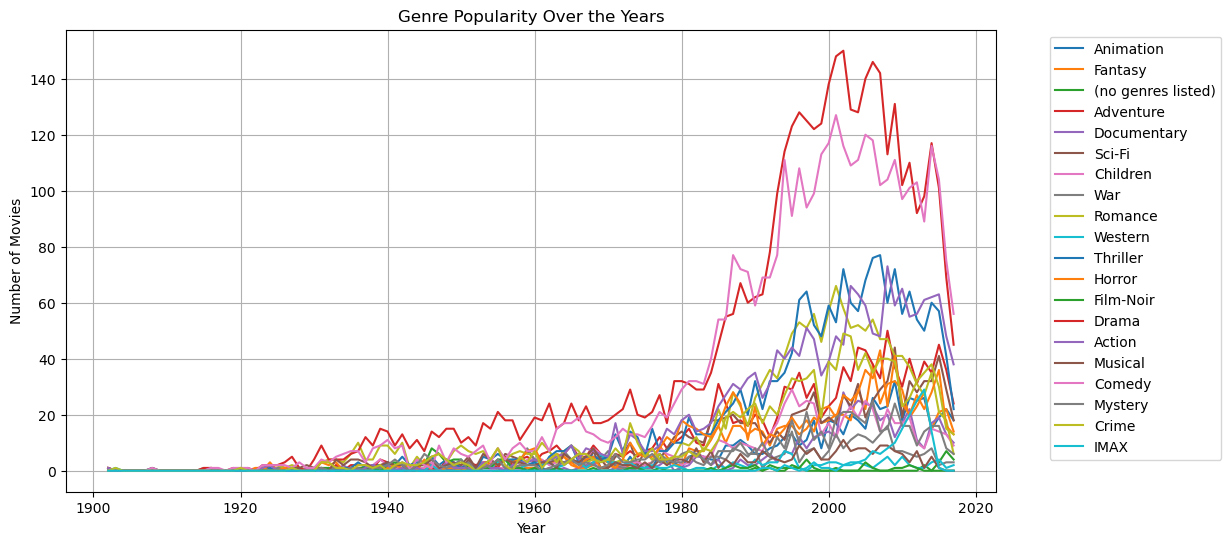 Genre Popularity Over the Years
Number of Movies
140
120
100
80
60
40
20
0
1900
1920
1940
1960
1980
2000
2020
Year
Animation
Fantasy
(no genres listed)
Adventure
Documentary
Sci-Fi
Children
War
Romance
Western
Thriller
Horror
Film-Noir
Drama
Action
Musical
Comedy
Mystery
Crime
IMAX